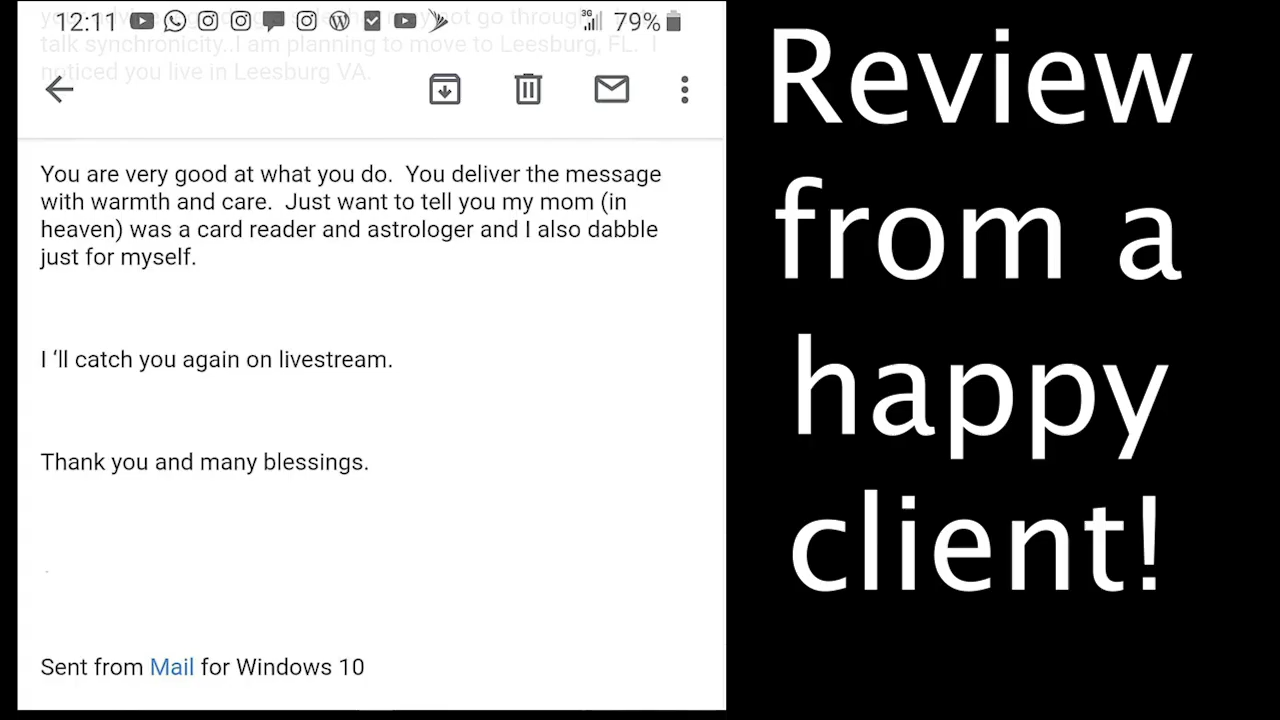 12:11
3G
79%
talk synchronicity..I am planning to move to Leesburg, FL. I
noticed you live in Leesburg VA.
You are very good at what you do. You deliver the message
with warmth and care. Just want to tell you my mom (in
heaven) was a card reader and astrologer and I also dabble
just for myself.
I ‘ll catch you again on livestream.
Thank you and many blessings.
Sent from Mail for Windows 10
Review
from a
happy
client!